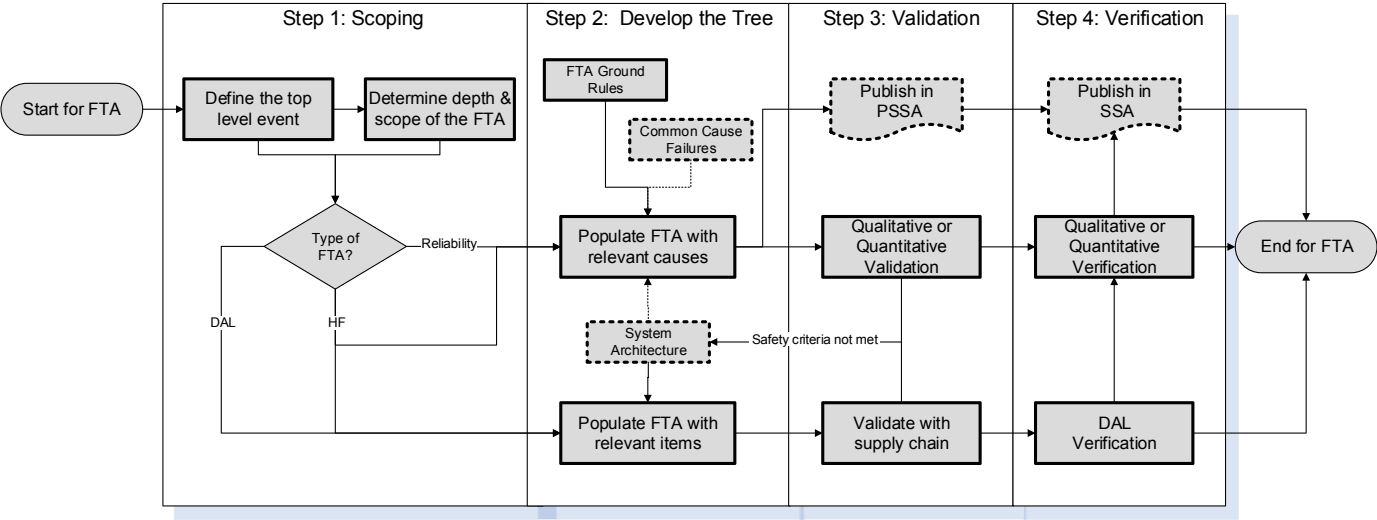 Step 1: Scoping
Step 2: Develop the Tree
Step 3: Validation
Step 4: Verification
Start for FTA
Define the top
level event
Determine depth &
scope of the FTA
FTA Ground
Rules
Publish in
PSSA
Publish in
SSA
Common Cause
Failures
Type of
FTA?
Reliability
Populate FTA with
relevant causes
Qualitative or
Quantitative
Validation
Qualitative or
Quantitative
Verification
End for FTA
DAL
HF
System
Architecture
Safety criteria not met
Populate FTA with
relevant items
Validate with
supply chain
DAL
Verification